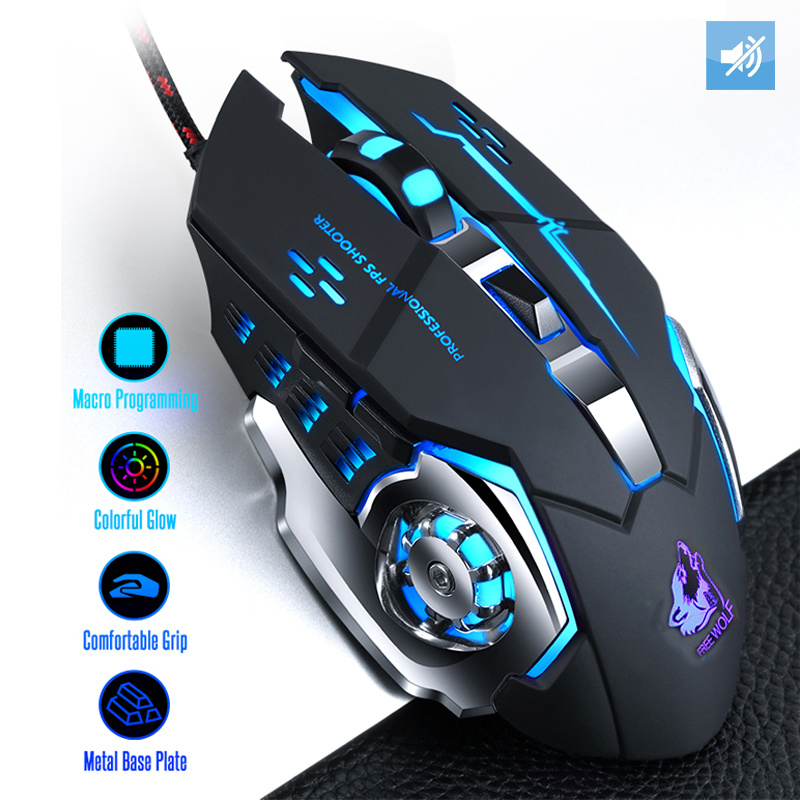 PROFESSIONAL FPS SHOOTER
Macro Programming
Colorful Glow
Comfortable Grip
Metal Base Plate
FREE WOLF